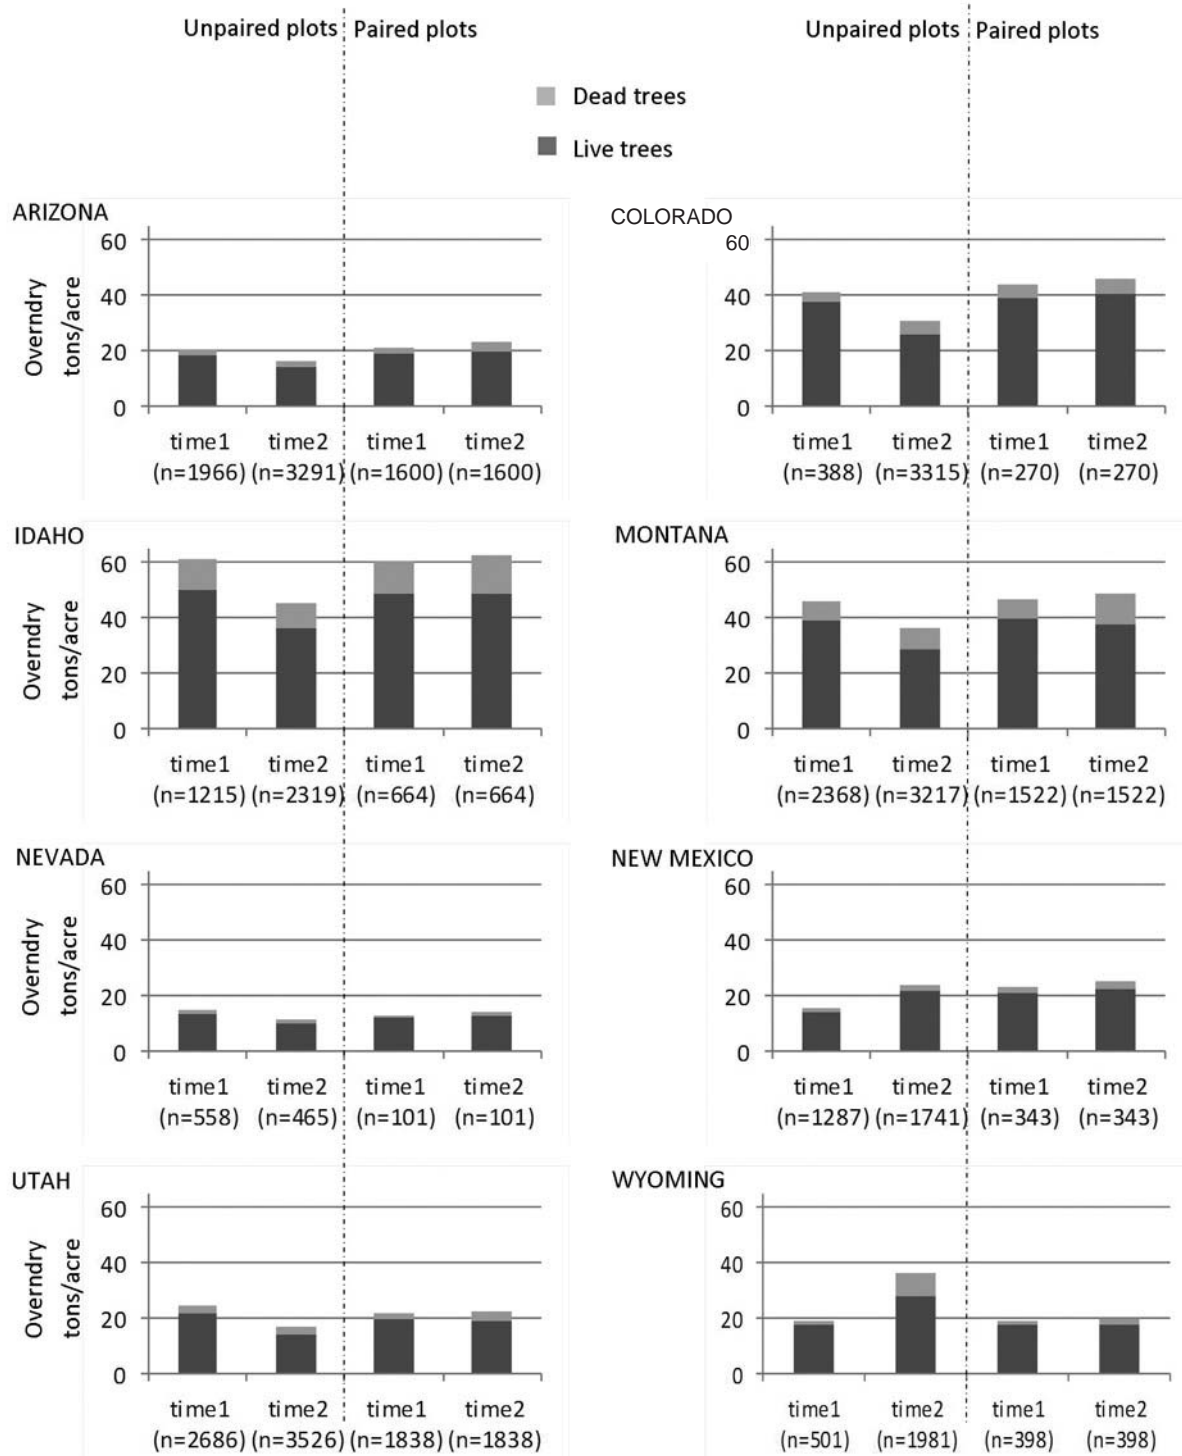 Unpaired plots Paired plots Unpaired plots Paired plots
Dead trees
Live trees
ARIZONA
Overndry
tons/acre
60
40
20
0
time1 time2 time1 time2
(n=1966) (n=3291) (n=1600) (n=1600)
COLORADO
60
40
20
0
time1 time2 time1 time2
(n=388) (n=3315) (n=270) (n=270)
IDAHO
Overndry
tons/acre
60
40
20
0
time1 time2 time1 time2
(n=1215) (n=2319) (n=664) (n=664)
MONTANA
60
40
20
0
time1 time2 time1 time2
(n=2368) (n=3217) (n=1522) (n=1522)
NEVADA
Overndry
tons/acre
60
40
20
0
time1 time2 time1 time2
(n=558) (n=465) (n=101) (n=101)
NEW MEXICO
60
40
20
0
time1 time2 time1 time2
(n=1287) (n=1741) (n=343) (n=343)
UTAH
Overndry
tons/acre
60
40
20
0
time1 time2 time1 time2
(n=2686) (n=3526) (n=1838) (n=1838)
WYOMING
60
40
20
0
time1 time2 time1 time2
(n=501) (n=1981) (n=398) (n=398)